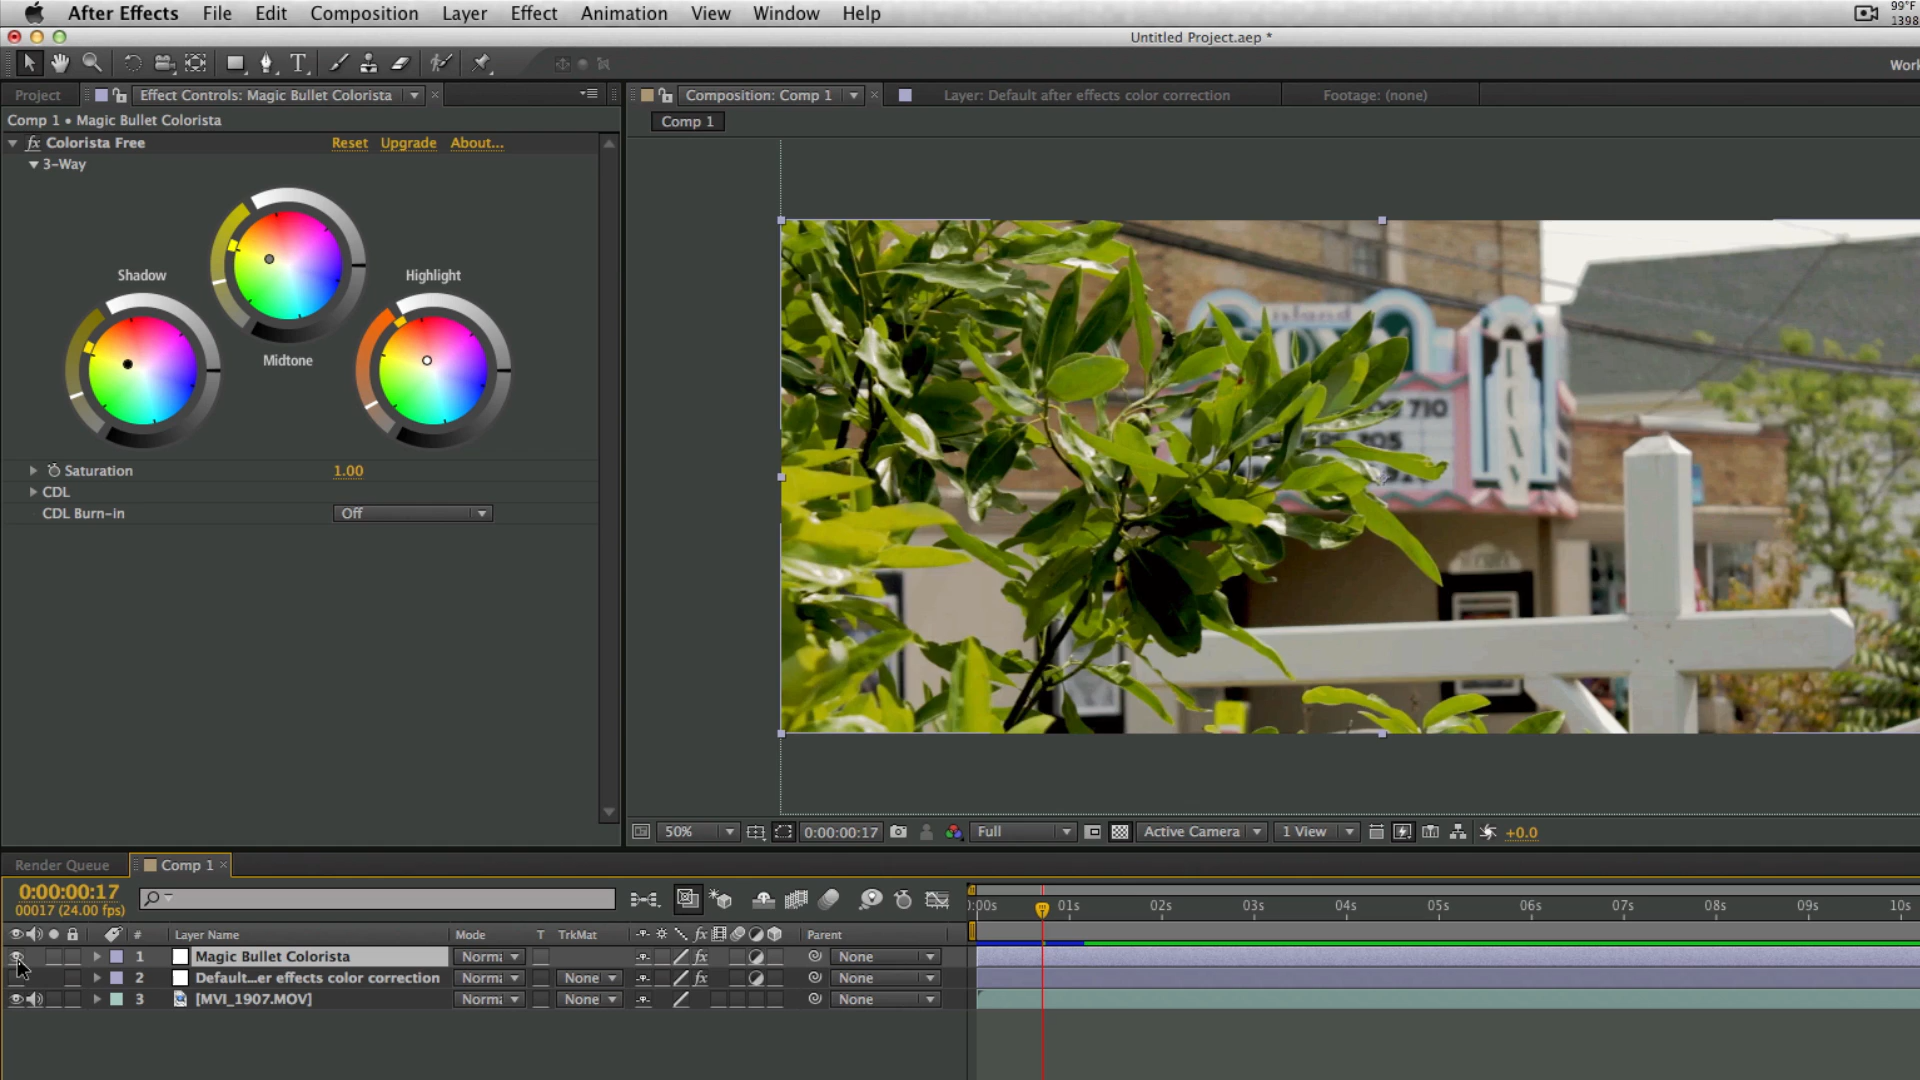 After Effects File Edit Composition Layer Effect Animation View Window Help
99°F
1398
Untitled Project.aep *
Work
Project Effect Controls: Magic Bullet Colorista × Composition: Comp 1 × Layer: Default after effects color correction Footage: (none)
Comp 1 • Magic Bullet Colorista
Comp 1
fx Colorista Free Reset Upgrade About...
3-Way
Shadow
Highlight
Midtone
Saturation 1.00
CDL
CDL Burn-in Off
island
710
50% 0:00:00:17 Full Active Camera 1 View +0.0
Render Queue Comp 1 ×
0:00:00:17
00017 (24.00 fps)
):00s 01s 02s 03s 04s 05s 06s 07s 08s 09s 10s
# Layer Name Mode T TrkMat fx Parent
1 Magic Bullet Colorista Norma fx None
2 Default...er effects color correction Norma None fx None
3 [MVI_1907.MOV] Norma None None